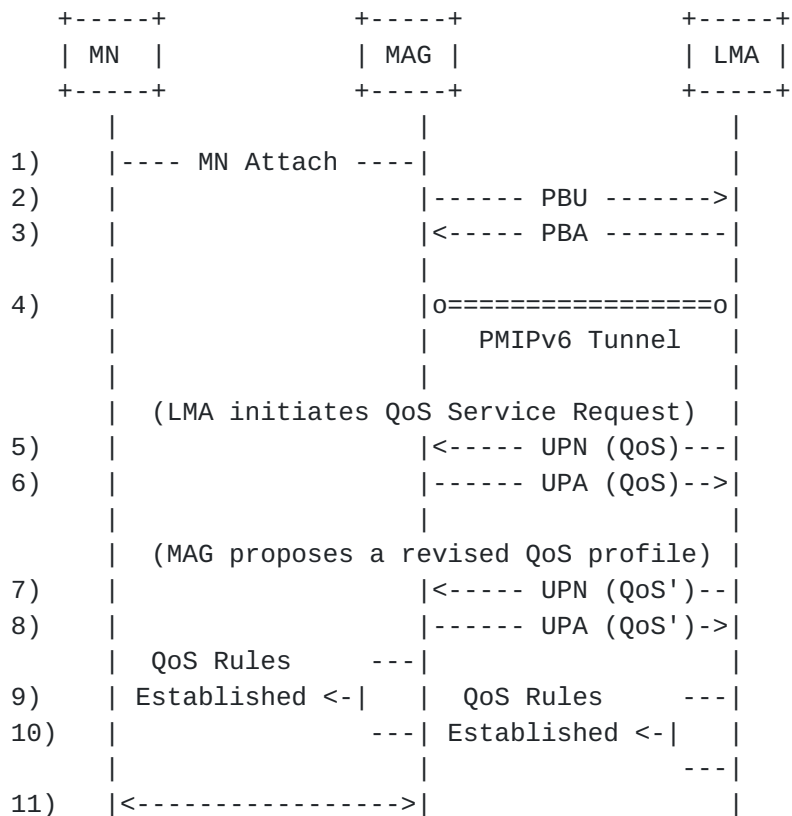 +-----+          +-----+            +-----+
   | MN  |          | MAG |            | LMA |
   +-----+          +-----+            +-----+
      |                |                |
1)    |---- MN Attach ----|                |
2)    |                |------ PBU ------->|
3)    |                |<----- PBA --------|
      |                |                |
4)    |                |o=================o|
      |                |   PMIPv6 Tunnel   |
      |                |                |
      |  (LMA initiates QoS Service Request)  |
5)    |                |<----- UPN (QoS)---|
6)    |                |------ UPA (QoS)-->|
      |                |                |
      |  (MAG proposes a revised QoS profile) |
7)    |                |<----- UPN (QoS')--|
8)    |                |------ UPA (QoS')->|
      |  QoS Rules     ---|                |
9)    | Established <-|   |  QoS Rules     ---|
10)   |               ---| Established <-|   |
      |                |               ---|
11)   |<----------------->|                |